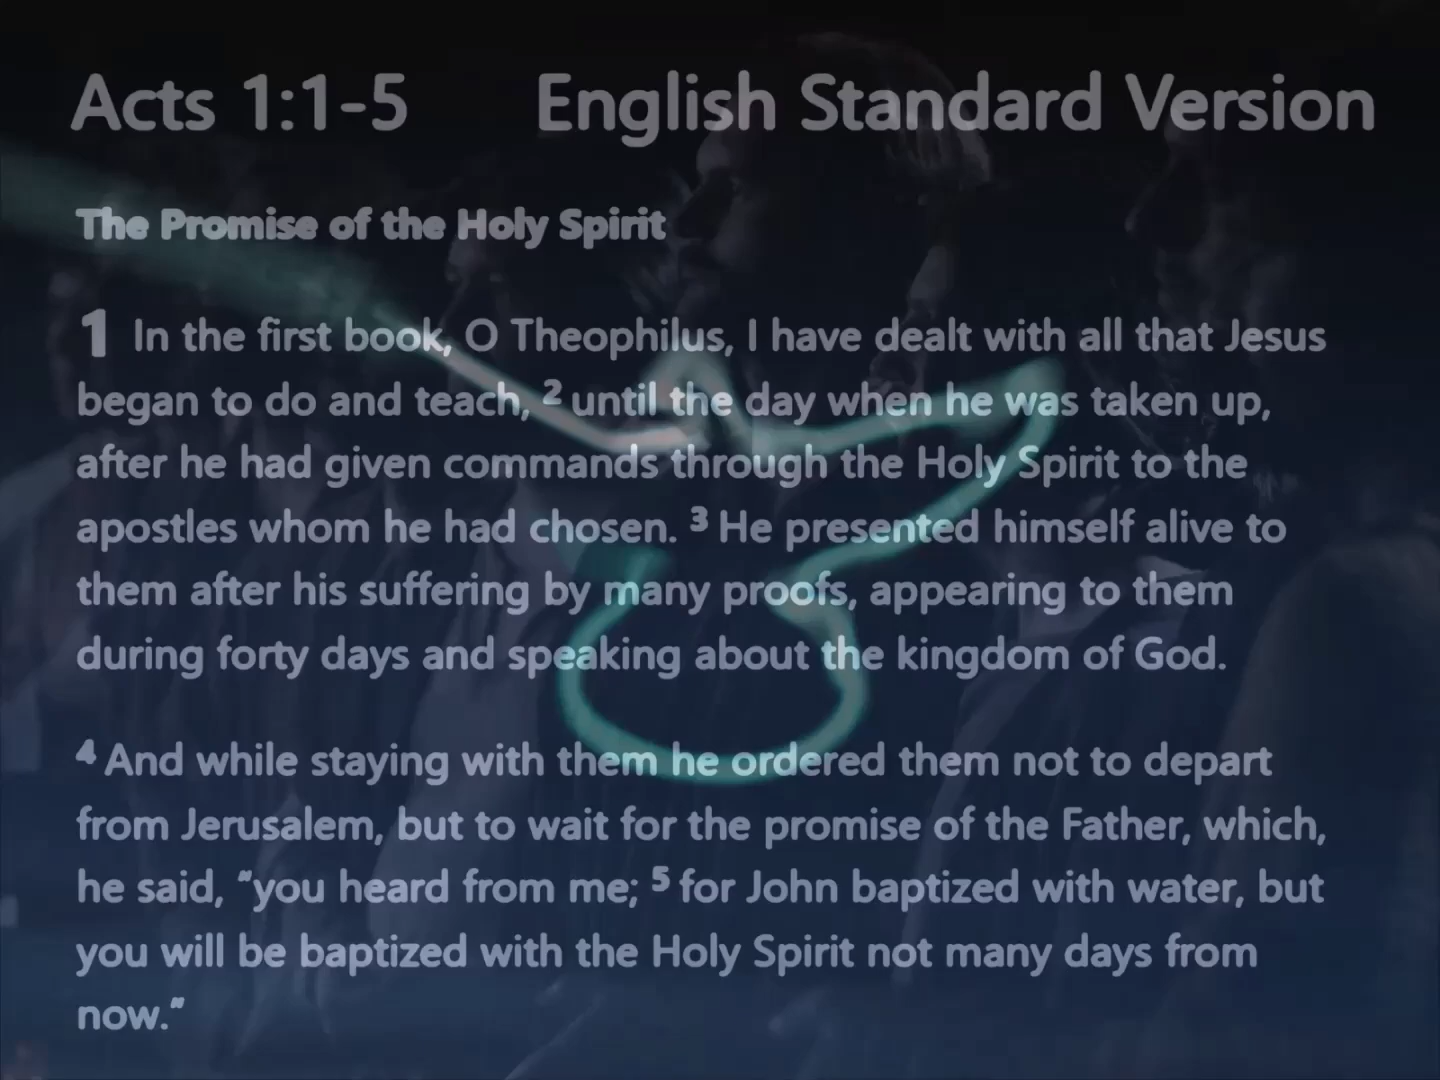 Acts 1:1-5 English Standard Version
The Promise of the Holy Spirit
1 In the first book, O Theophilus, I have dealt with all that Jesus
began to do and teach, 2 until the day when he was taken up,
after he had given commands through the Holy Spirit to the
apostles whom he had chosen. 3 He presented himself alive to
them after his suffering by many proofs, appearing to them
during forty days and speaking about the kingdom of God.
4 And while staying with them he ordered them not to depart
from Jerusalem, but to wait for the promise of the Father, which,
he said, “you heard from me; 5 for John baptized with water, but
you will be baptized with the Holy Spirit not many days from
now.”